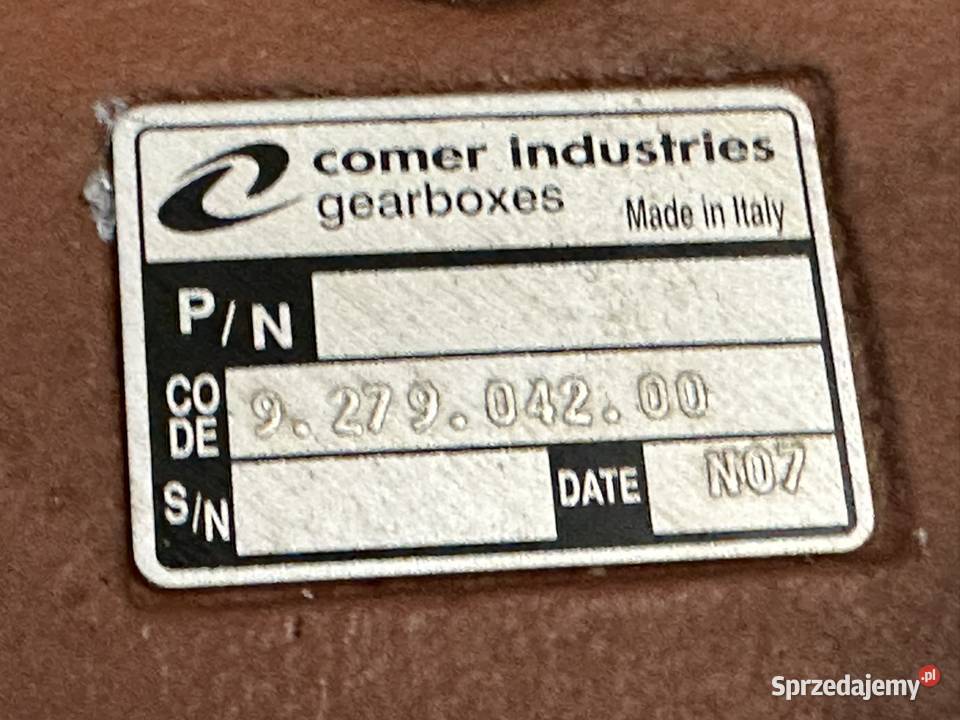 comer industries
gearboxes
Made in Italy
P/N
CO
DE
9.279.042.00
S/N
DATE
N07
Sprzedajemy.pl